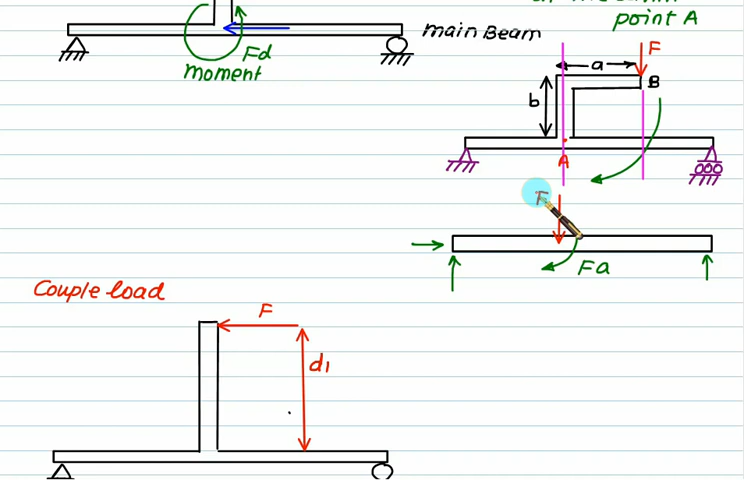 point A
main Beam
Fd
moment
F
a
B
b
A
F
Fa
Couple load
F
d1